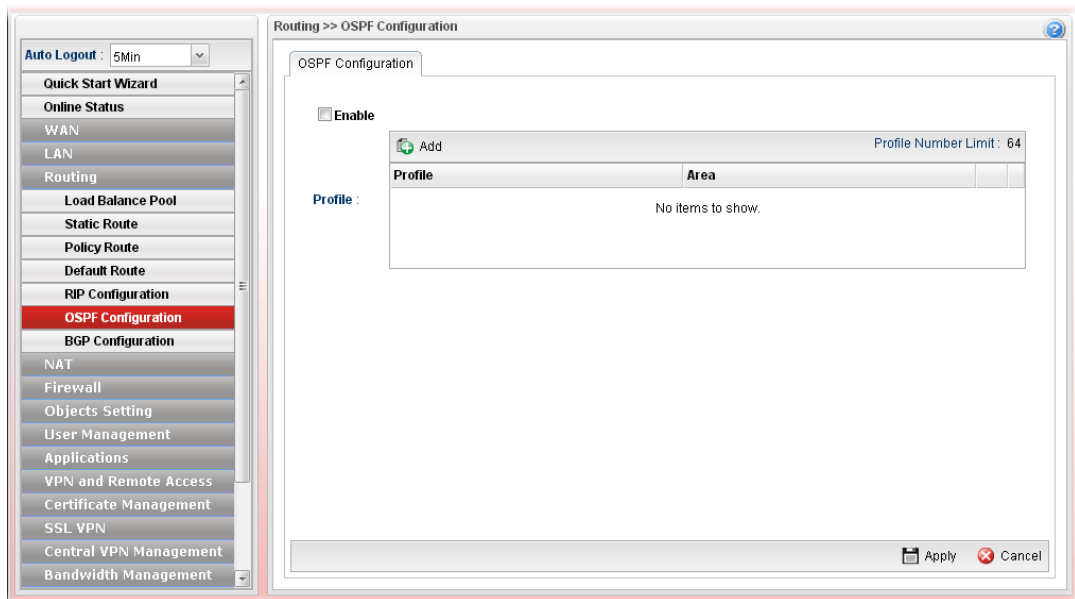 Auto Logout : 5Min
Quick Start Wizard
Online Status
WAN
LAN
Routing
Load Balance Pool
Static Route
Policy Route
Default Route
RIP Configuration
OSPF Configuration
BGP Configuration
NAT
Firewall
Objects Setting
User Management
Applications
VPN and Remote Access
Certificate Management
SSL VPN
Central VPN Management
Bandwidth Management
Routing >> OSPF Configuration
OSPF Configuration
Enable
Add Profile Number Limit : 64
Profile Area
Profile :
No items to show.
Apply Cancel